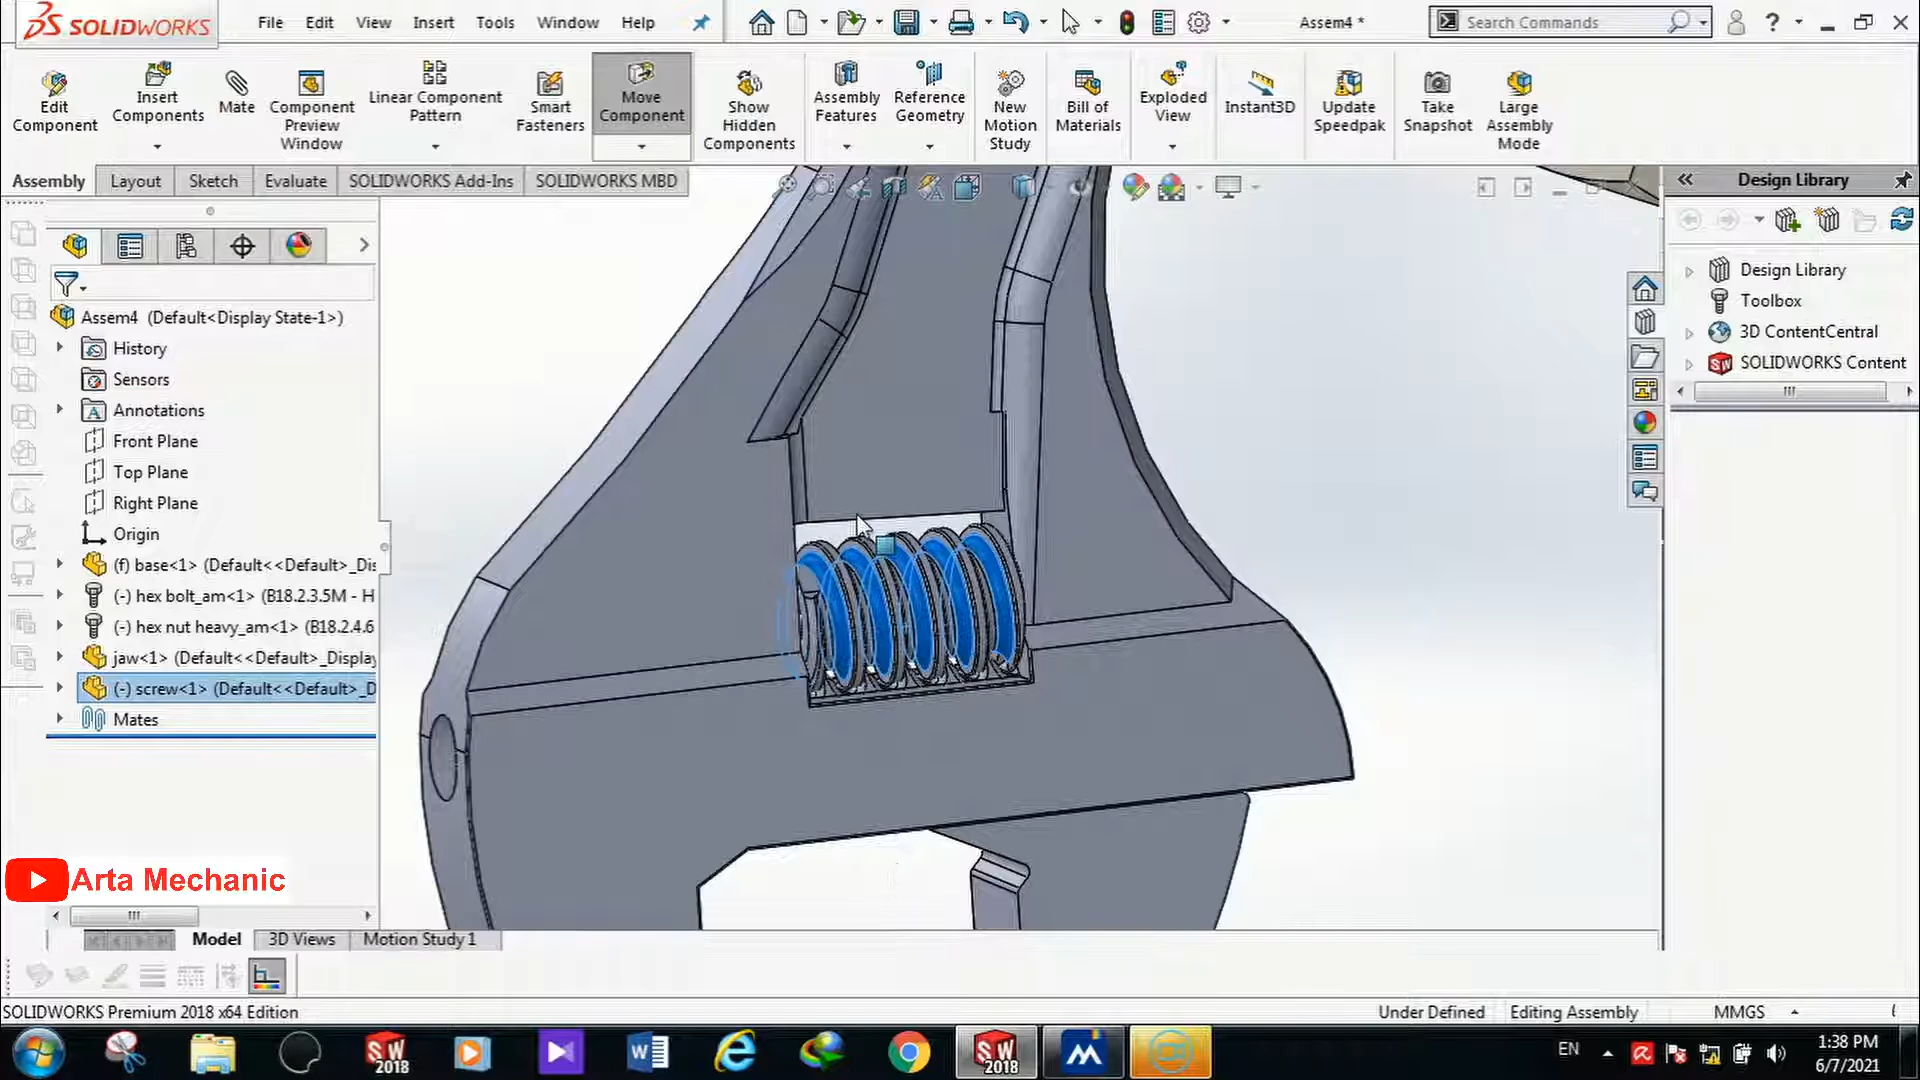 SOLIDWORKS
File Edit View Insert Tools Window Help
Assem4 *
Search Commands
Edit Component
Insert Components
Mate
Component Preview Window
Linear Component Pattern
Smart Fasteners
Move Component
Show Hidden Components
Assembly Features
Reference Geometry
New Motion Study
Bill of Materials
Exploded View
Instant3D
Update Speedpak
Take Snapshot
Large Assembly Mode
Assembly Layout Sketch Evaluate SOLIDWORKS Add-Ins SOLIDWORKS MBD
Design Library
Design Library
Toolbox
3D ContentCentral
SOLIDWORKS Content
Assem4 (Default<Display State-1>)
History
Sensors
Annotations
Front Plane
Top Plane
Right Plane
Origin
(f) base<1> (Default<<Default>_Dis
(-) hex bolt_am<1> (B18.2.3.5M - H
(-) hex nut heavy_am<1> (B18.2.4.6
jaw<1> (Default<<Default>_Display
(-) screw<1> (Default<<Default>_D
Mates
Arta Mechanic
Model 3D Views Motion Study 1
SOLIDWORKS Premium 2018 x64 Edition
Under Defined Editing Assembly MMGS
EN
1:38 PM
6/7/2021
SW 2018
SW 2018